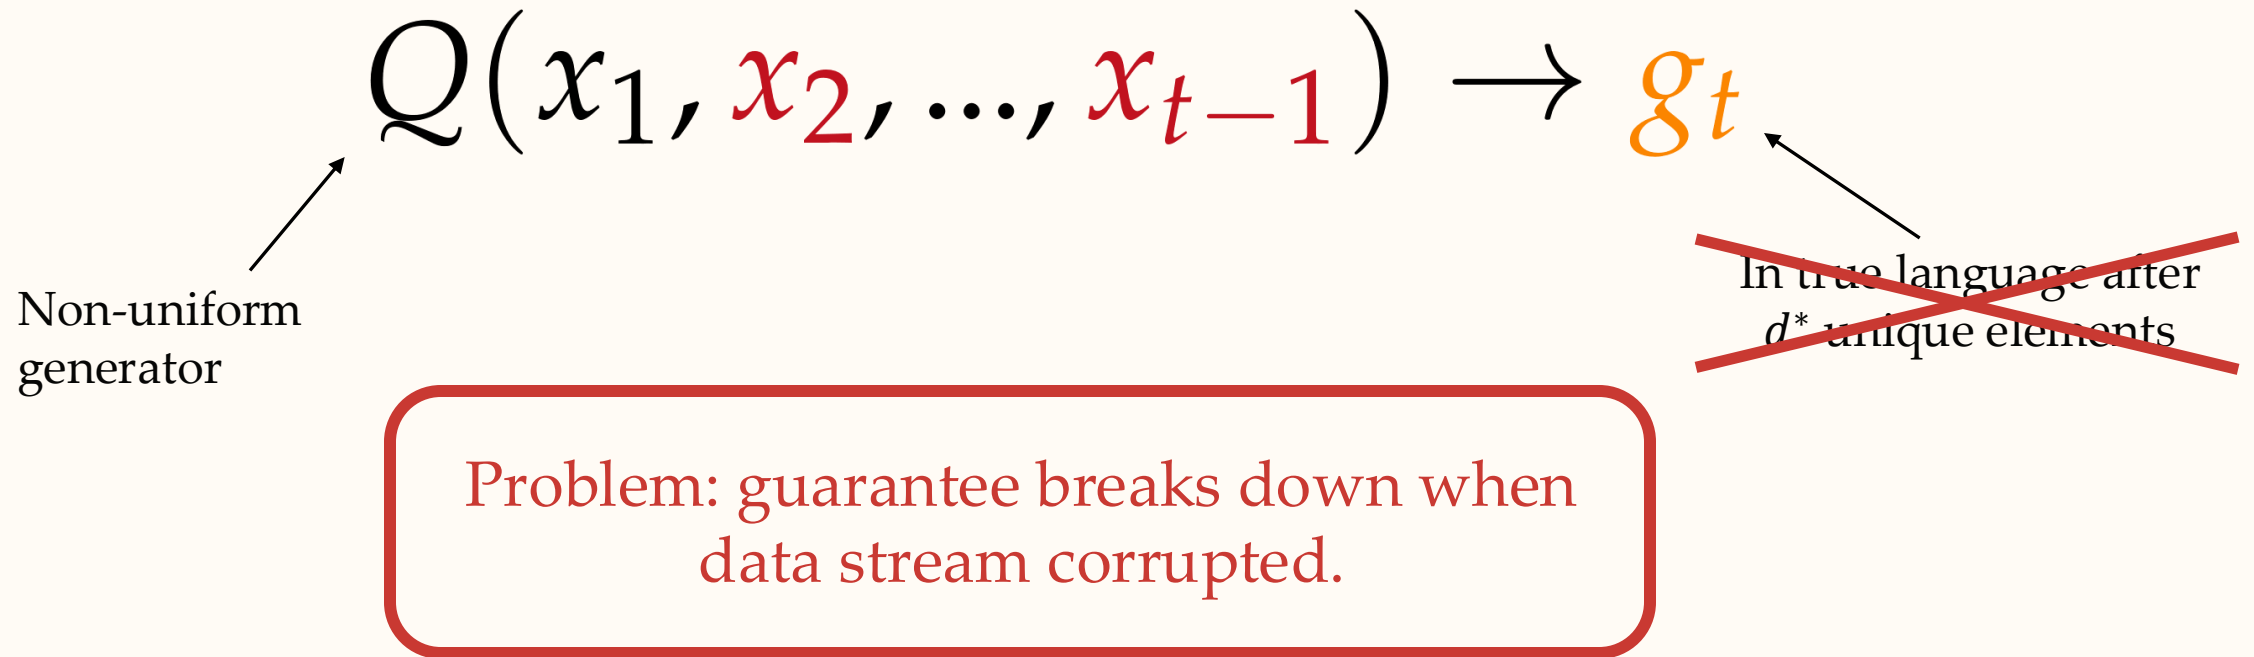 Q(x₁, x₂, ..., xₜ₋₁) → gₜ
Non-uniform
generator
In true language after
d* unique elements
Problem: guarantee breaks down when
data stream corrupted.